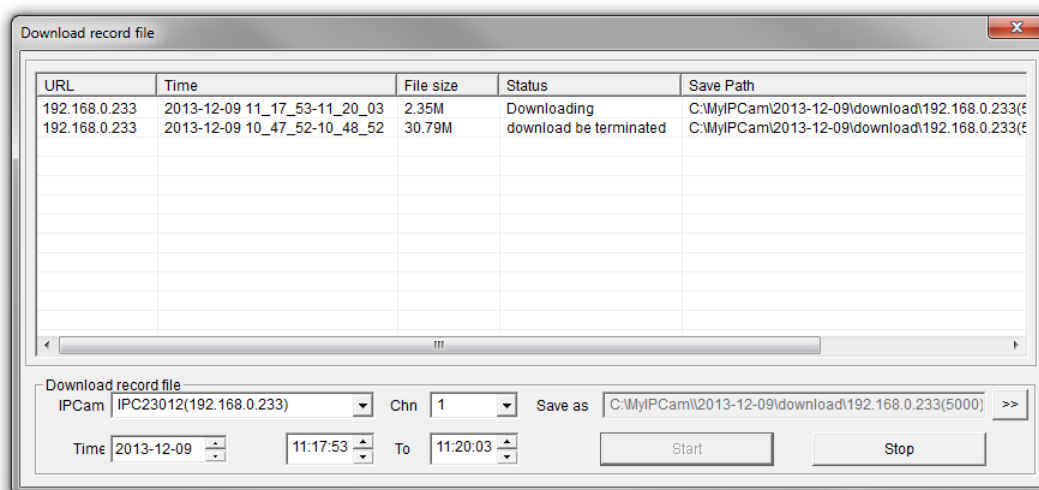 Download record file
URL Time File size Status Save Path
192.168.0.233 2013-12-09 11_17_53-11_20_03 2.35M Downloading C:\MyIPCam\2013-12-09\download\192.168.0.233(5
192.168.0.233 2013-12-09 10_47_52-10_48_52 30.79M download be terminated C:\MyIPCam\2013-12-09\download\192.168.0.233(5
Download record file
IPCam IPC23012(192.168.0.233) Chn 1 Save as C:\MyIPCam\\2013-12-09\download\192.168.0.233(5000) >>
Time 2013-12-09 11:17:53 To 11:20:03 Start Stop